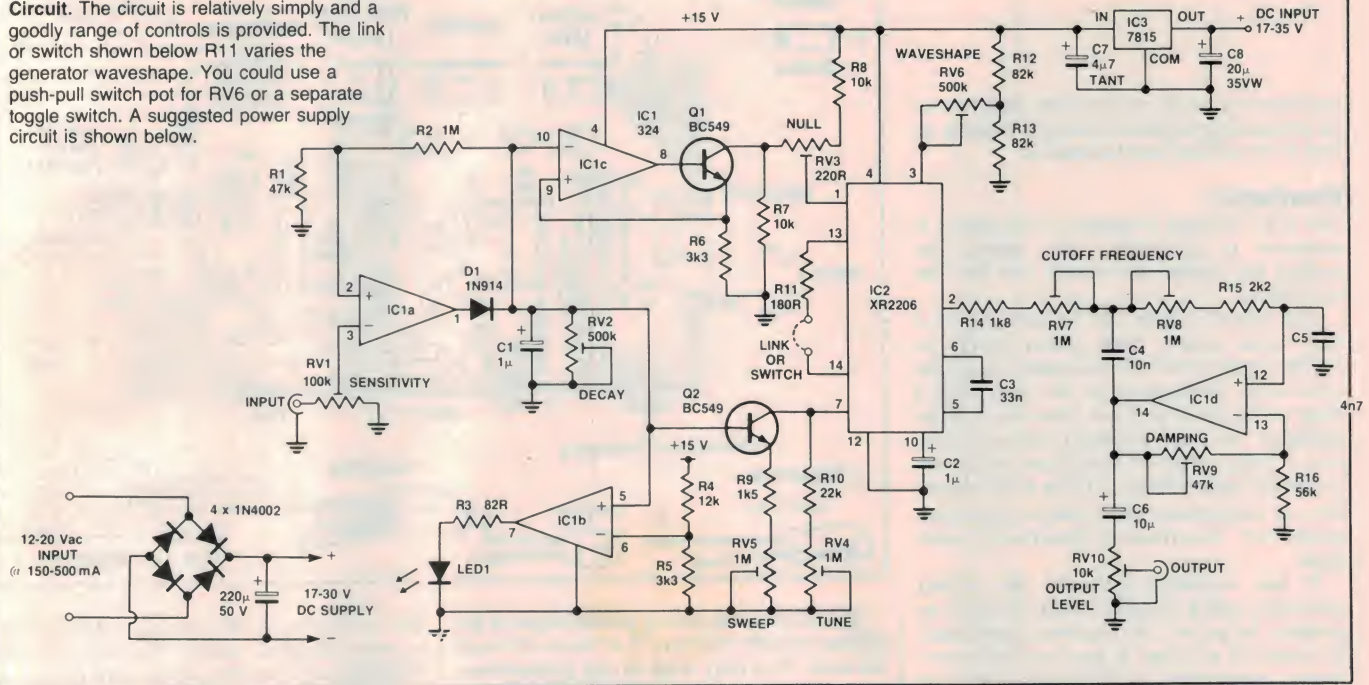 Circuit. The circuit is relatively simply and a
goodly range of controls is provided. The link
or switch shown below R11 varies the
generator waveshape. You could use a
push-pull switch pot for RV6 or a separate
toggle switch. A suggested power supply
circuit is shown below.
+15 V
IN
IC3
7815
OUT
COM
+ DC INPUT
17-35 V
+
C7
4µ7
TANT
+
C8
20µ
35VW
WAVESHAPE
RV6
500k
R12
82k
R13
82k
R8
10k
R2 1M
R1
47k
10
−
4
IC1
324
IC1c
8
+
9
Q1
BC549
NULL
RV3
220R
R7
10k
R6
3k3
4
3
1
13
R11
180R
LINK
OR
SWITCH
14
IC2
XR2206
2
6
5
7
12
10
C3
33n
+
C2
1µ
CUTOFF FREQUENCY
R14 1k8
RV7
1M
RV8
1M
R15 2k2
C4
10n
C5
4n7
12
+
IC1d
14
−
13
DAMPING
RV9
47k
R16
56k
+
C6
10µ
RV10
10k
OUTPUT
LEVEL
OUTPUT
2
+
IC1a
1
−
3
D1
1N914
RV1
100k
SENSITIVITY
INPUT
+
C1
1µ
RV2
500k
DECAY
Q2
BC549
+15 V
R4
12k
R5
3k3
R9
1k5
R10
22k
RV5
1M
RV4
1M
SWEEP
TUNE
5
+
IC1b
7
−
6
R3 82R
LED1
12-20 Vac
INPUT
@ 150-500 mA
4 x 1N4002
+
220µ
50 V
+
17-30 V
DC SUPPLY
−